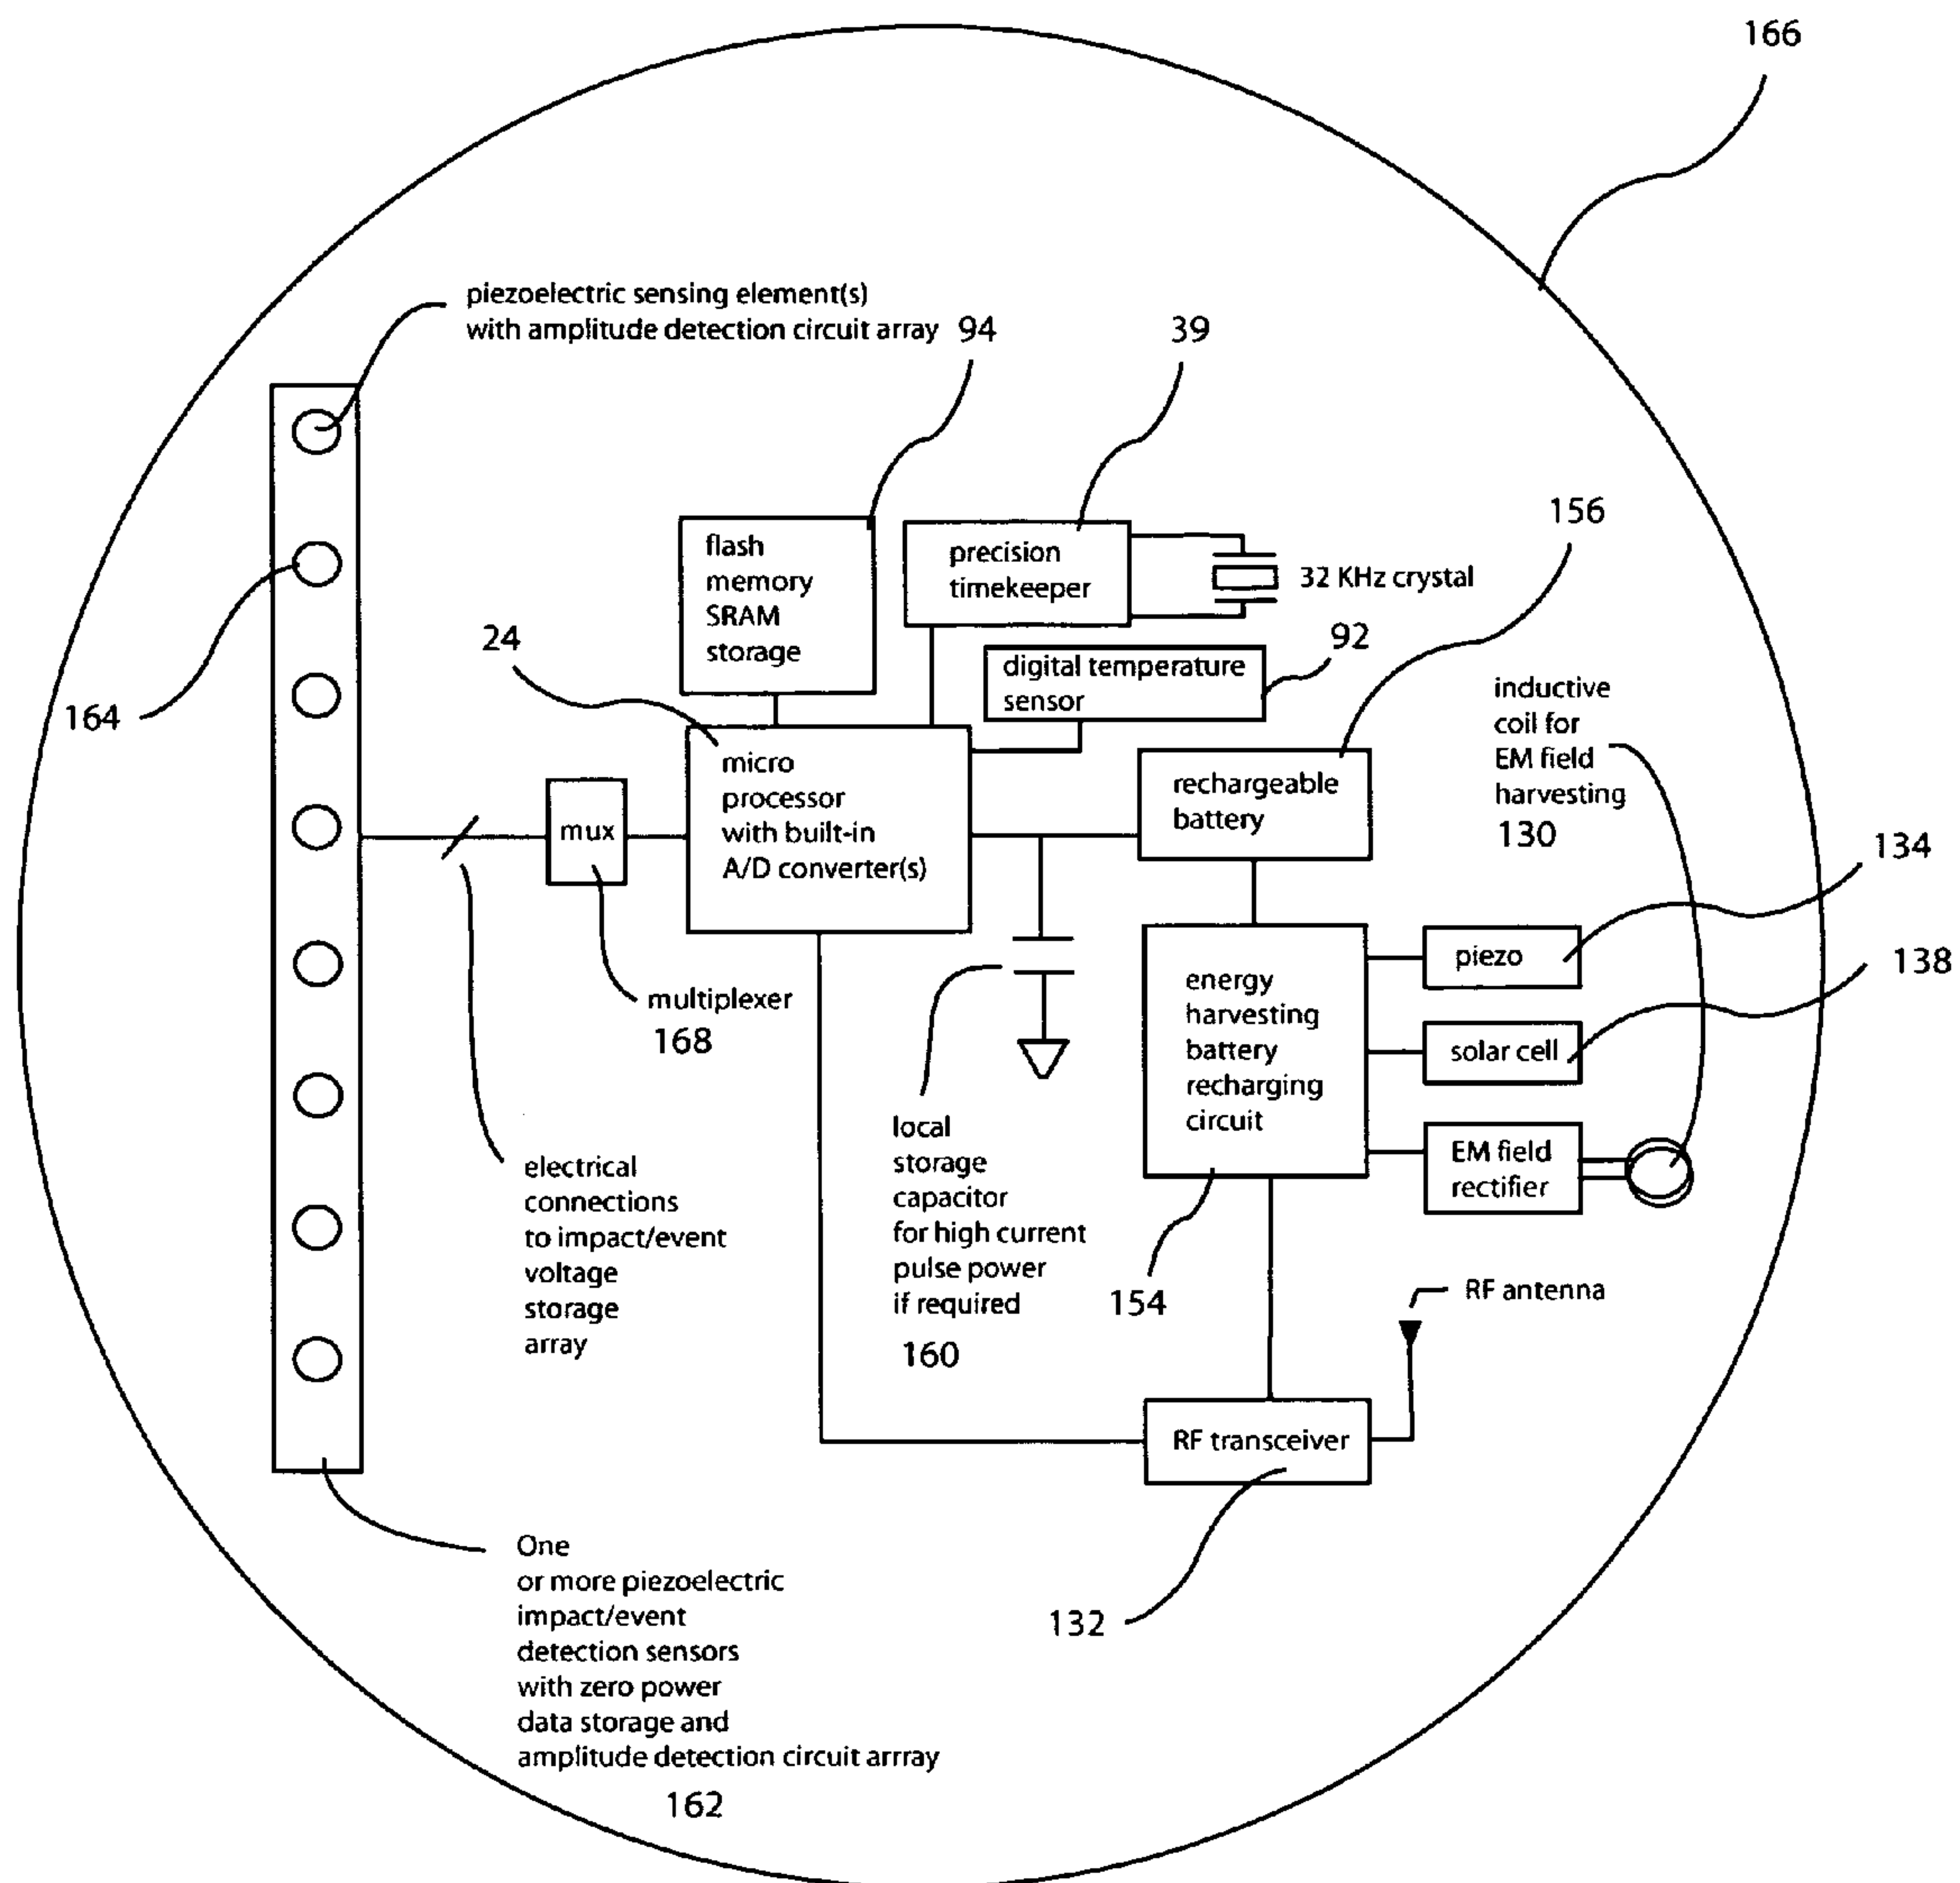 166
piezoelectric sensing element(s)
with amplitude detection circuit array
94
39
156
flash
memory
SRAM
storage
precision
timekeeper
32 KHz crystal
24
digital temperature
sensor
92
164
inductive
coil for
EM field
harvesting
130
micro
processor
with built-in
A/D converter(s)
mux
rechargeable
battery
134
138
multiplexer
168
energy
harvesting
battery
recharging
circuit
piezo
solar cell
EM field
rectifier
electrical
connections
to impact/event
voltage
storage
array
local
storage
capacitor
for high current
pulse power
if required
160
154
RF antenna
RF transceiver
132
One
or more piezoelectric
impact/event
detection sensors
with zero power
data storage and
amplitude detection circuit arrray
162